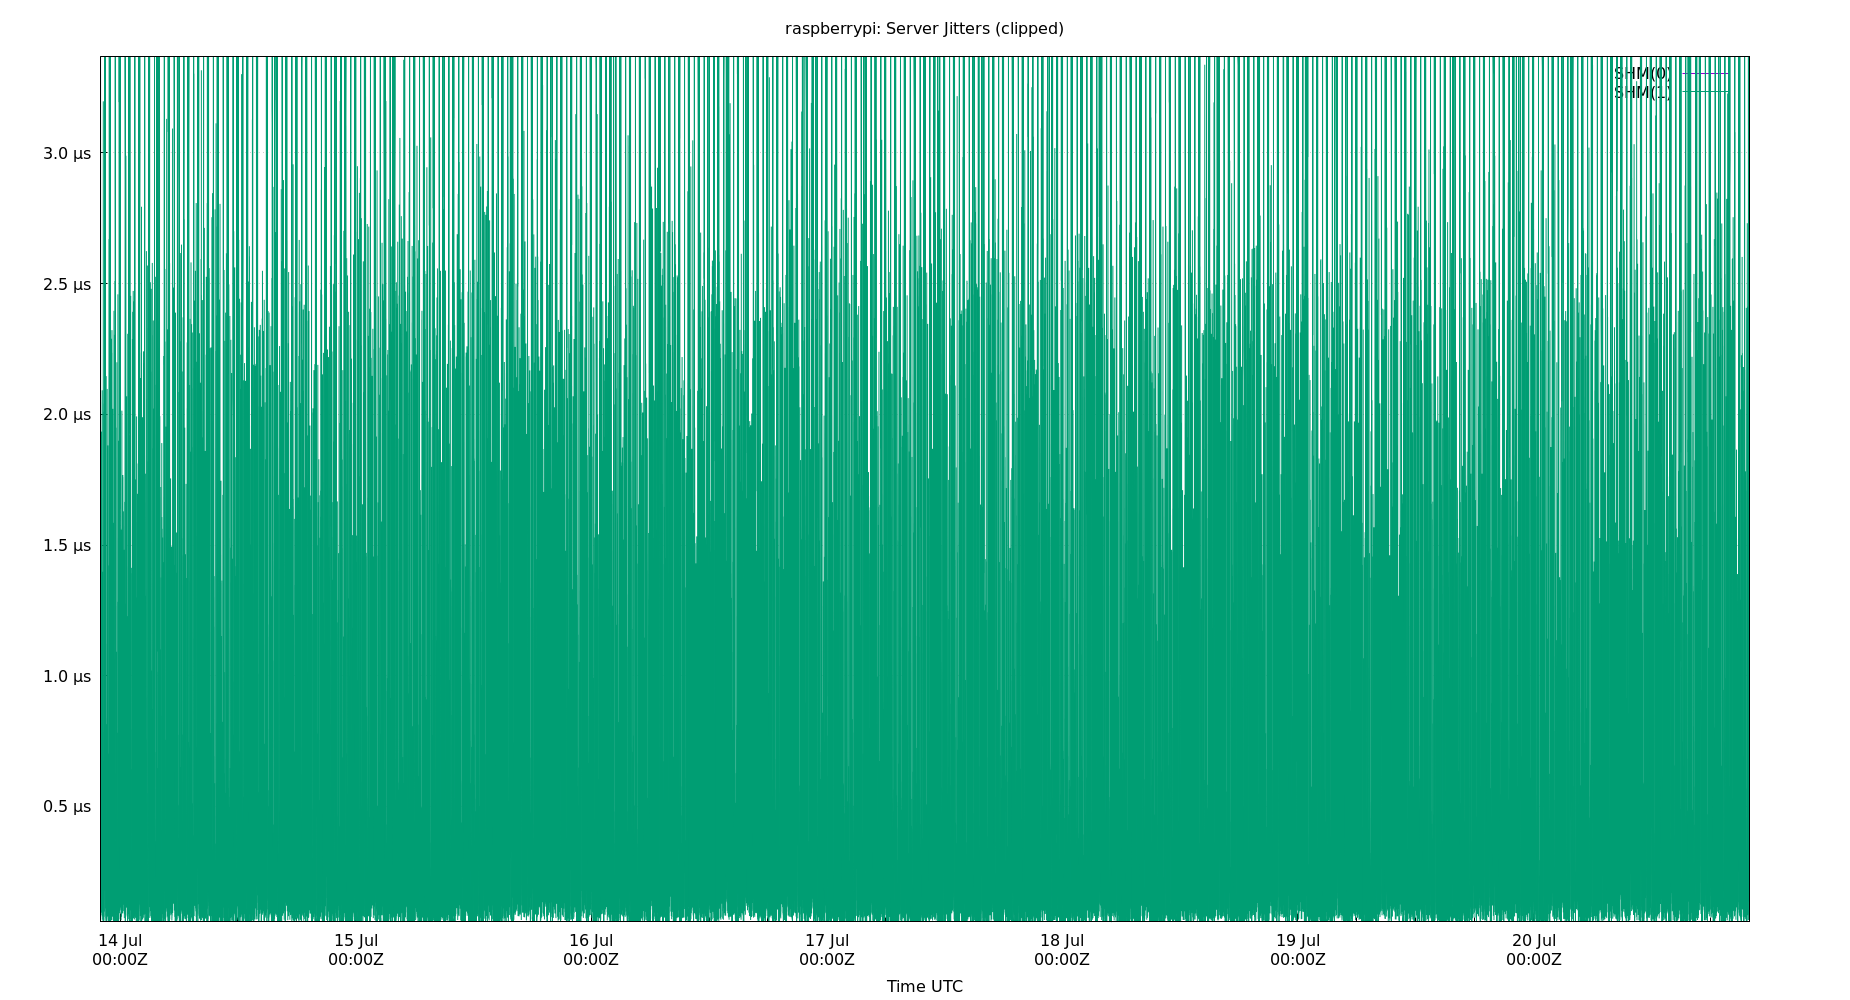 raspberrypi: Server Jitters (clipped)
SHM(0)
SHM(1)
3.0 µs
2.5 µs
2.0 µs
1.5 µs
1.0 µs
0.5 µs
14 Jul 15 Jul 16 Jul 17 Jul 18 Jul 19 Jul 20 Jul
00:00Z 00:00Z 00:00Z 00:00Z 00:00Z 00:00Z 00:00Z
Time UTC